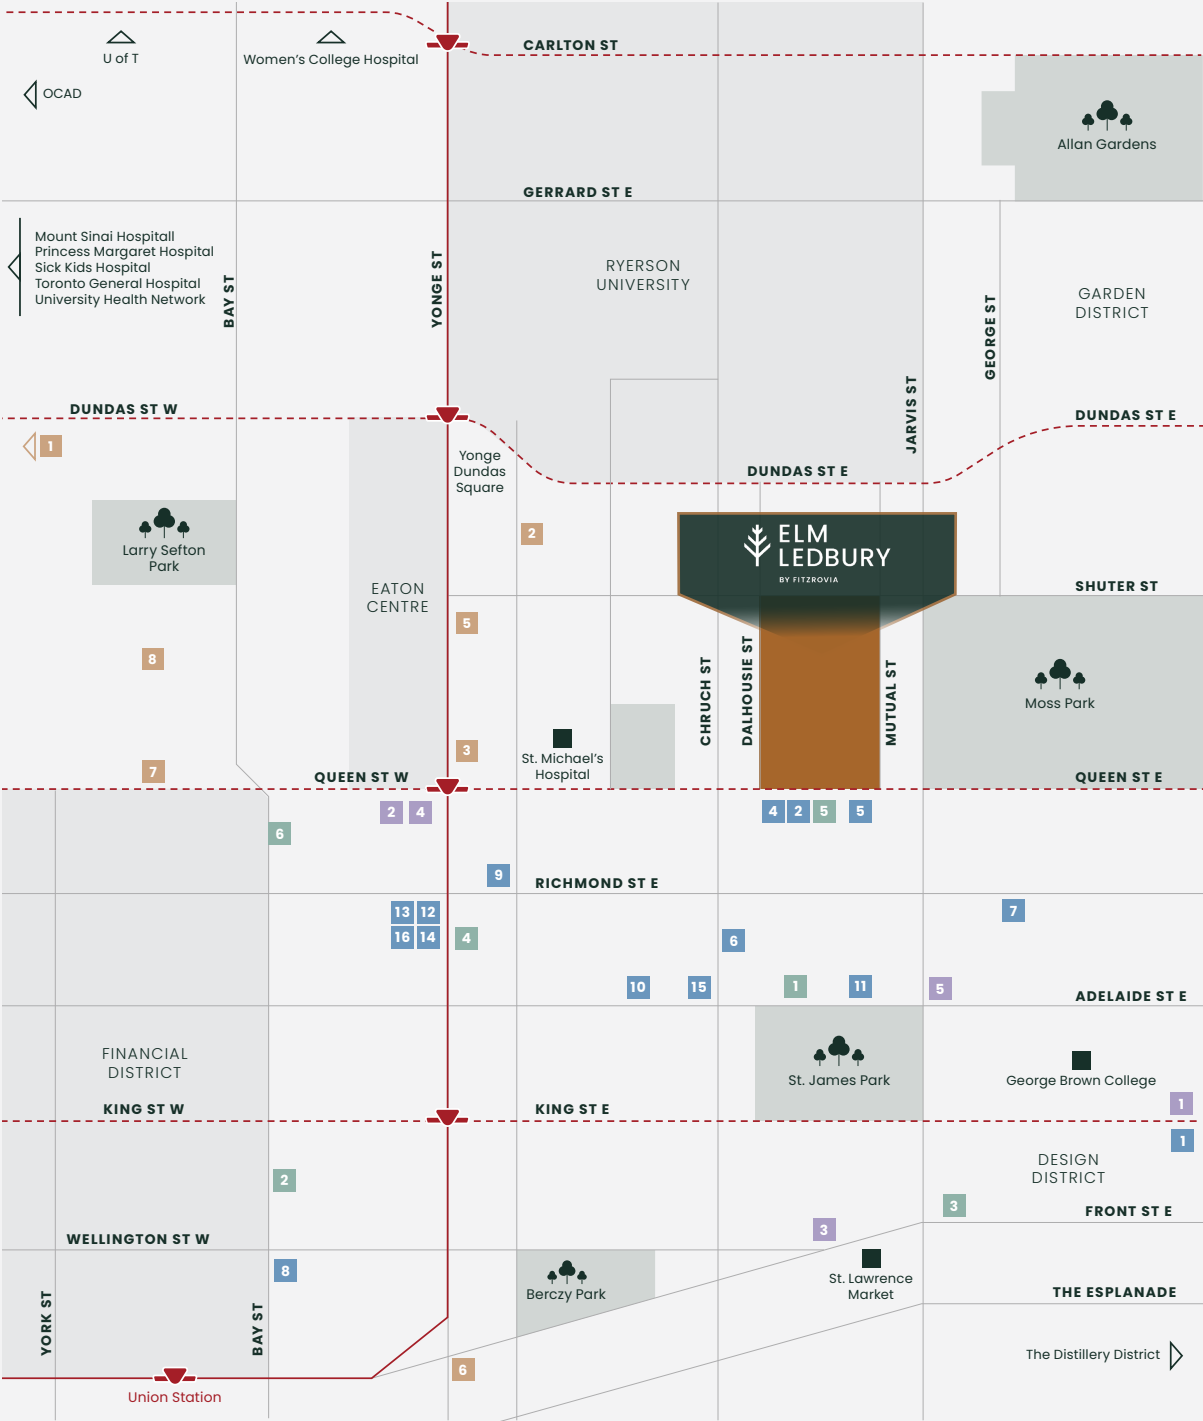 CARLTON ST
U of T
Women's College Hospital
OCAD
Allan Gardens
GERRARD ST E
Mount Sinai Hospitall
Princess Margaret Hospital
Sick Kids Hospital
Toronto General Hospital
University Health Network
BAY ST
YONGE ST
RYERSON
UNIVERSITY
GEORGE ST
GARDEN
DISTRICT
JARVIS ST
DUNDAS ST W
DUNDAS ST E
1
Yonge
Dundas
Square
DUNDAS ST E
Larry Sefton
Park
2
ELM
LEDBURY
BY FITZROVIA
EATON
CENTRE
SHUTER ST
5
8
CHRUCH ST
DALHOUSIE ST
MUTUAL ST
Moss Park
3
St. Michael's
Hospital
7
QUEEN ST W
QUEEN ST E
2
4
4
2
5
5
6
9
RICHMOND ST E
13
12
16
14
4
7
6
10
15
1
11
5
ADELAIDE ST E
FINANCIAL
DISTRICT
St. James Park
George Brown College
1
KING ST W
KING ST E
1
2
DESIGN
DISTRICT
3
FRONT ST E
3
WELLINGTON ST W
8
Berczy Park
St. Lawrence
Market
THE ESPLANADE
YORK ST
BAY ST
The Distillery District
6
Union Station